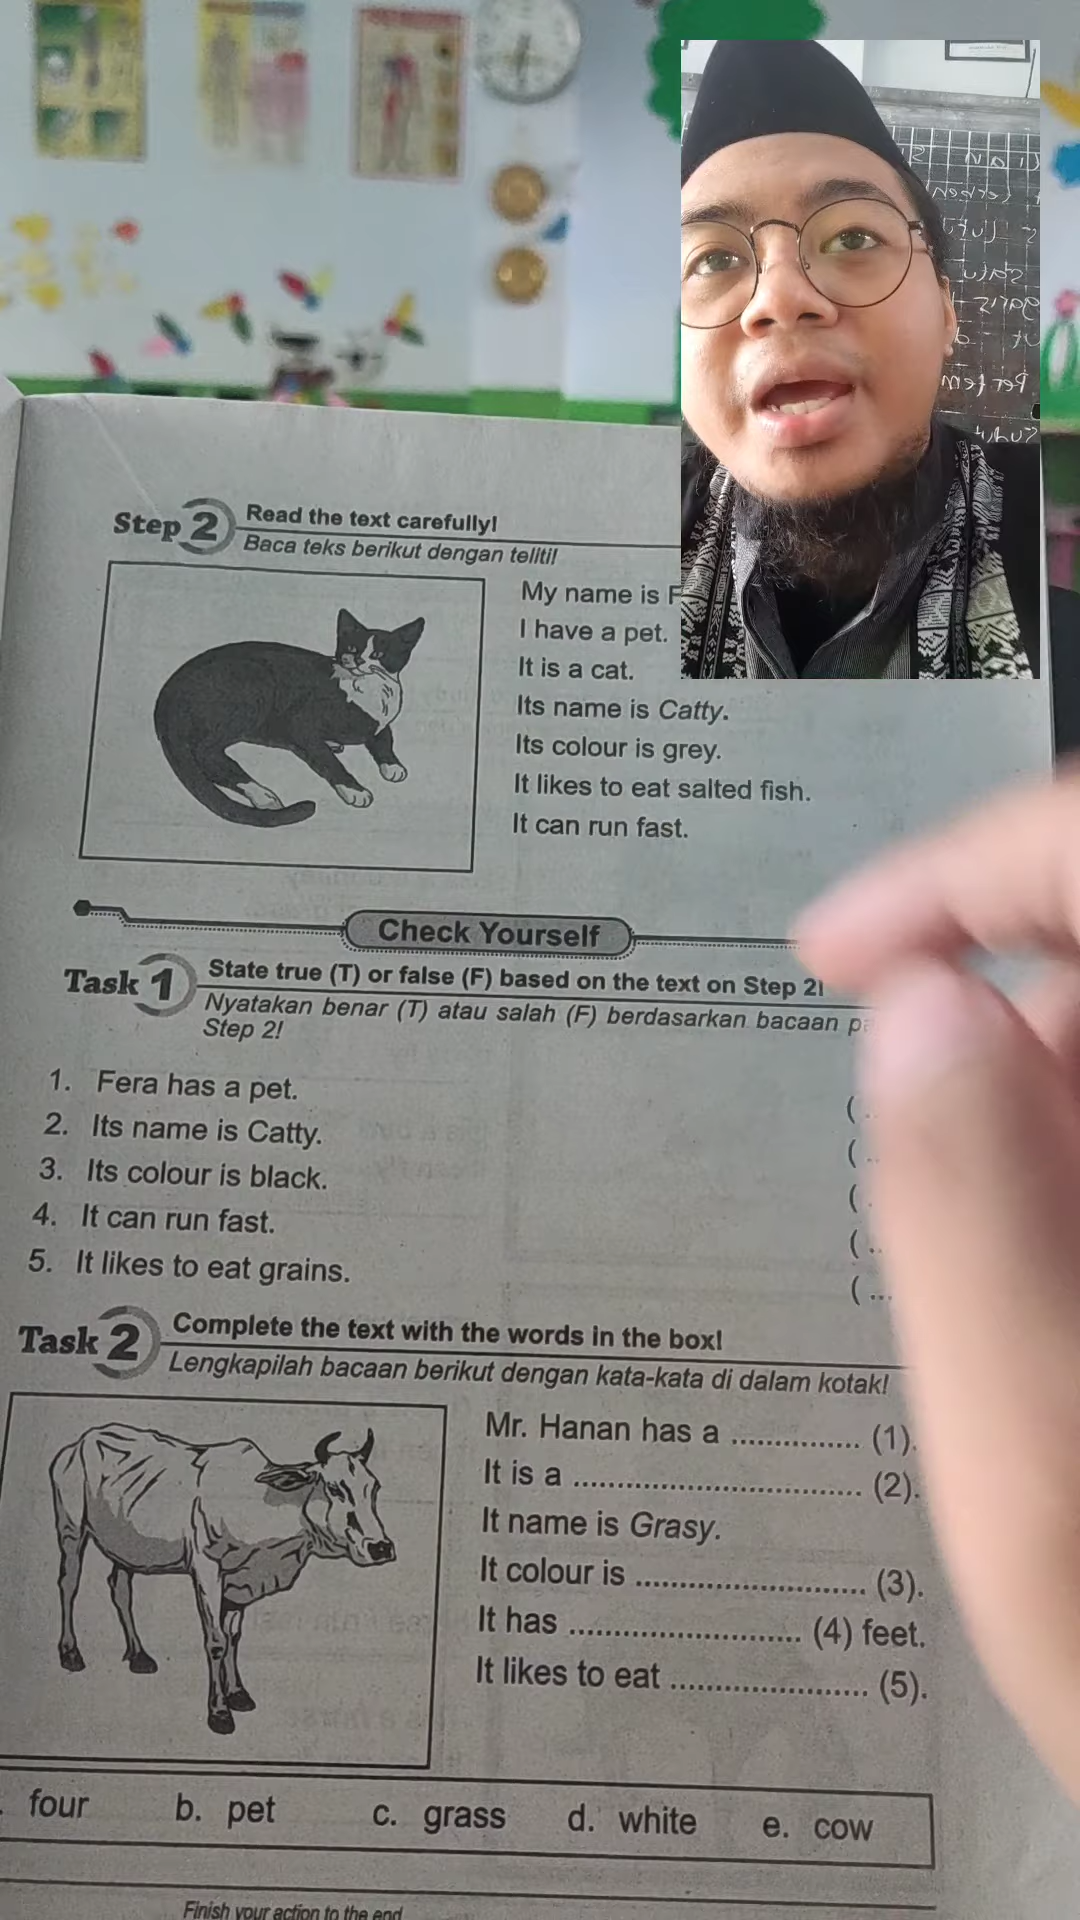 Step 2 Read the text carefully!
Baca teks berikut dengan teliti!
My name is F
I have a pet.
It is a cat.
Its name is Catty.
Its colour is grey.
It likes to eat salted fish.
It can run fast.
Check Yourself
Task 1 State true (T) or false (F) based on the text on Step 2!
Nyatakan benar (T) atau salah (F) berdasarkan bacaan
Step 2!
1. Fera has a pet. (..
2. Its name is Catty. (..
3. Its colour is black. (.
4. It can run fast. (..
5. It likes to eat grains. (...
Task 2 Complete the text with the words in the box!
Lengkapilah bacaan berikut dengan kata-kata di dalam kotak!
Mr. Hanan has a ............... (1).
It is a ................................. (2).
It name is Grasy.
It colour is .......................... (3).
It has ........................... (4) feet.
It likes to eat ....................... (5).
four b. pet c. grass d. white e. cow
Finish your action to the end